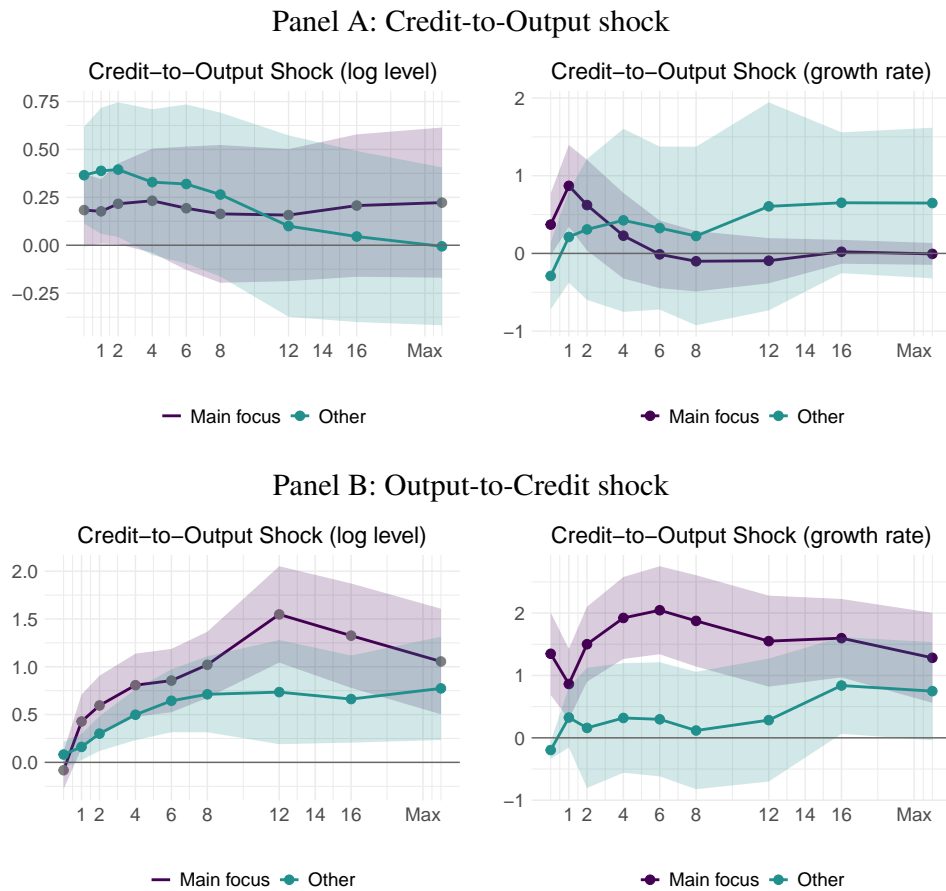 Panel A: Credit-to-Output shock
Credit−to−Output Shock (log level)
0.75
0.50
0.25
0.00
−0.25
1 2 4 6 8 12 14 16 Max
Main focus Other
Credit−to−Output Shock (growth rate)
2
1
0
−1
1 2 4 6 8 12 14 16 Max
Main focus Other
Panel B: Output-to-Credit shock
Credit−to−Output Shock (log level)
2.0
1.5
1.0
0.5
0.0
1 2 4 6 8 12 14 16 Max
Main focus Other
Credit−to−Output Shock (growth rate)
2
1
0
−1
1 2 4 6 8 12 14 16 Max
Main focus Other